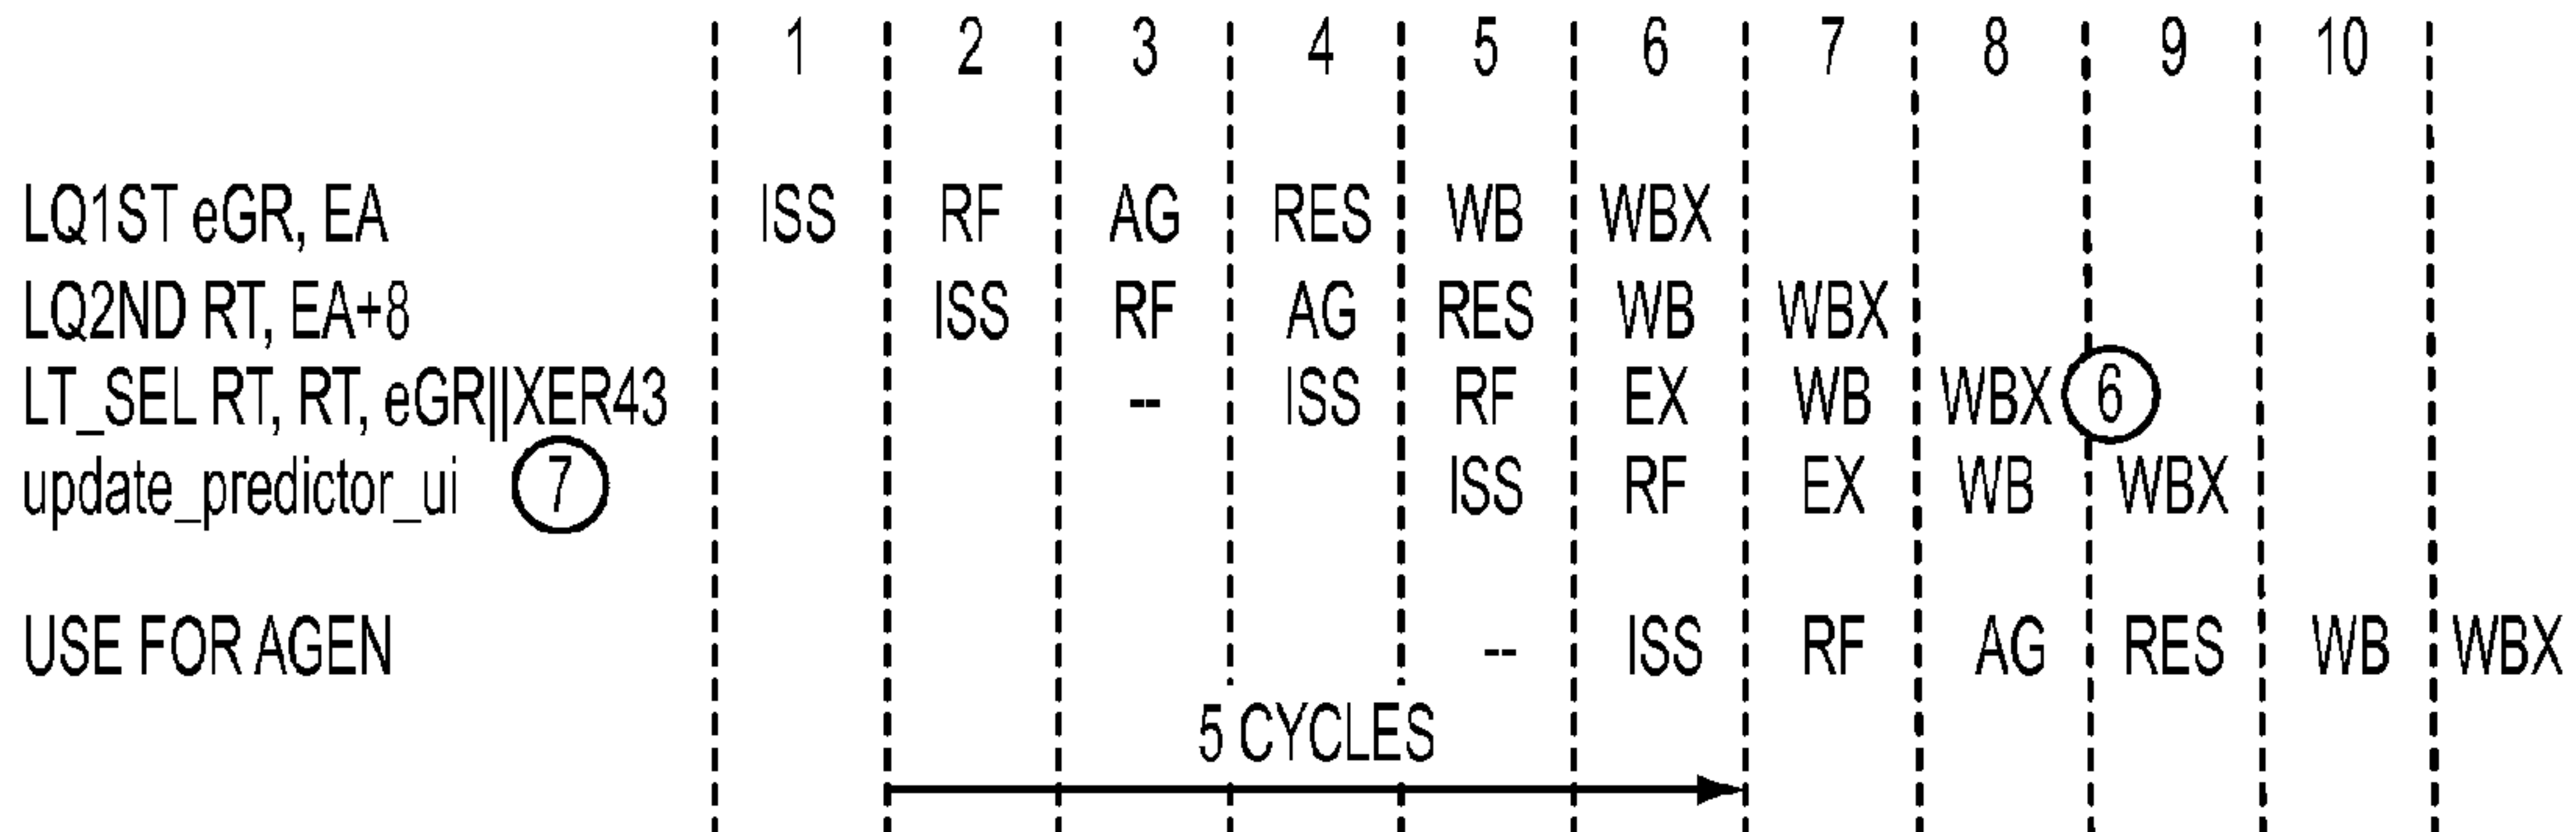 1 2 3 4 5 6 7 8 9 10
LQ1ST eGR, EA ISS RF AG RES WB WBX
LQ2ND RT, EA+8 ISS RF AG RES WB WBX
LT_SEL RT, RT, eGR||XER43 -- ISS RF EX WB WBX 6
update_predictor_ui 7 ISS RF EX WB WBX
USE FOR AGEN -- ISS RF AG RES WB WBX
5 CYCLES